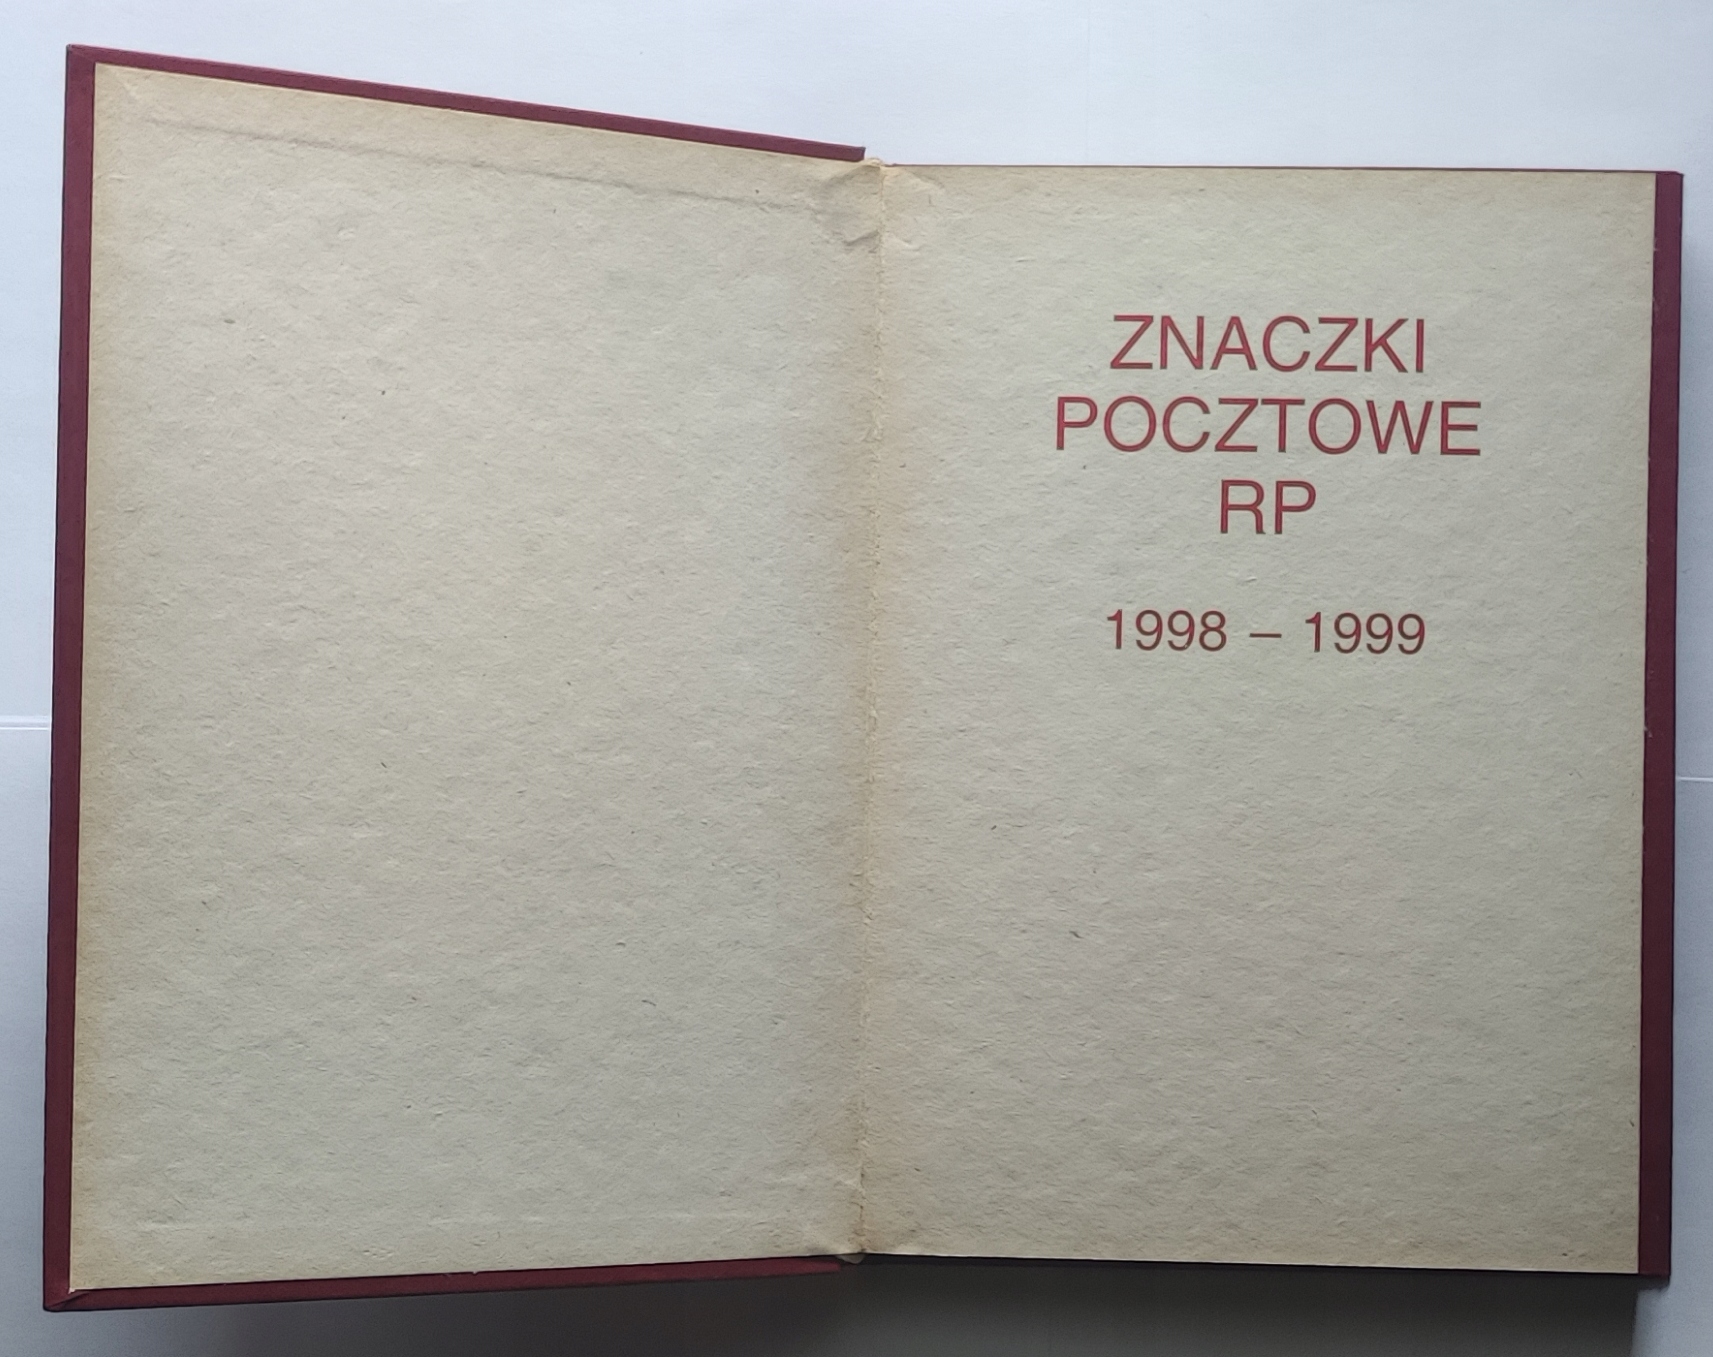 ZNACZKI
POCZTOWE
RP
1998 – 1999